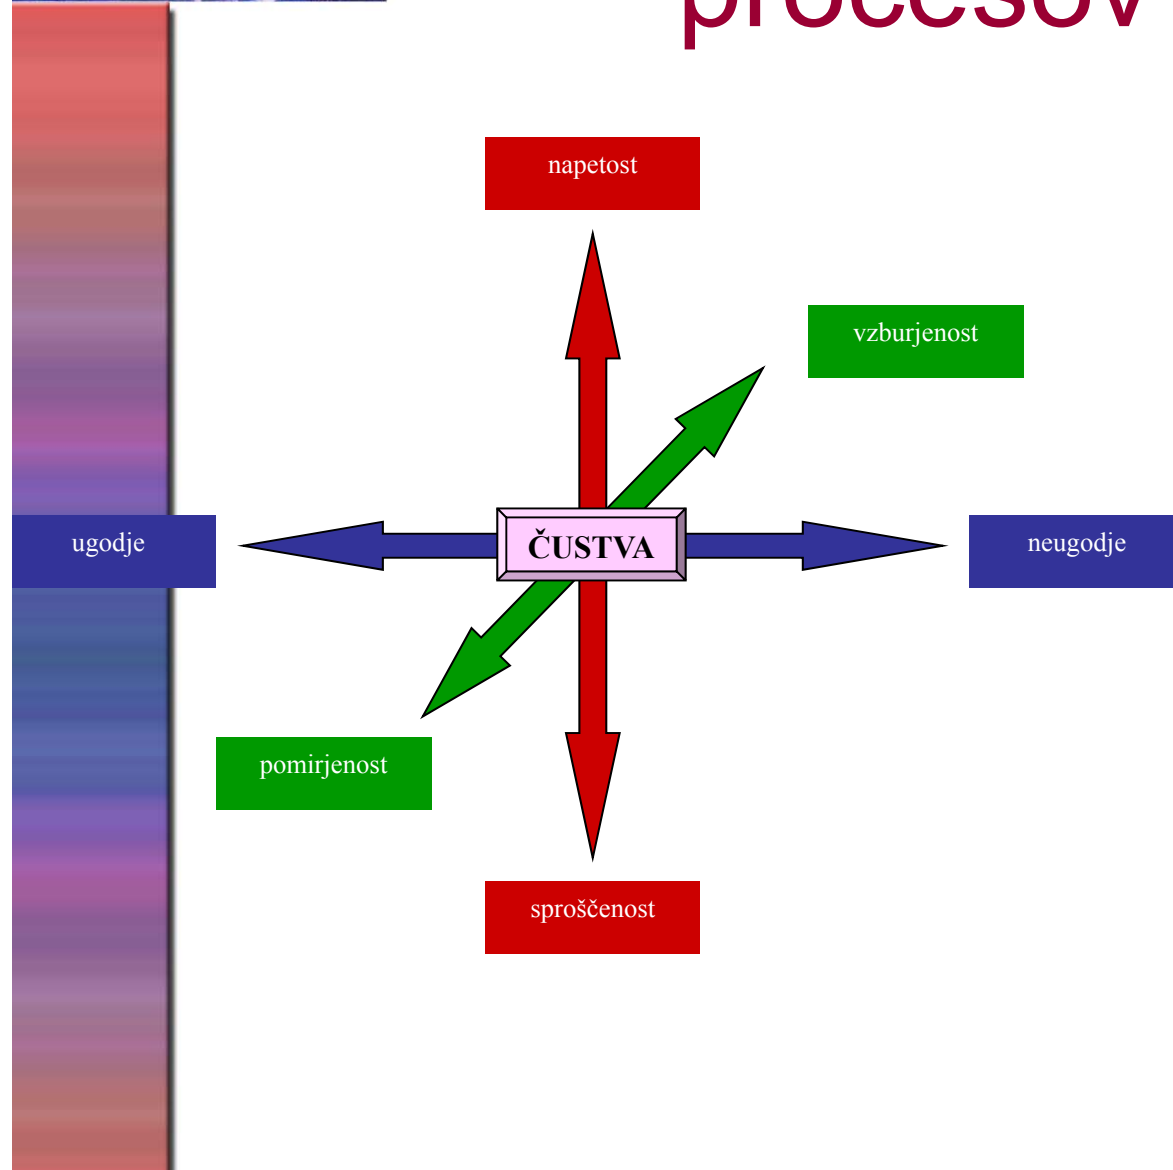 procesov
napetost
vzburjenost
ugodje
ČUSTVA
neugodje
pomirjenost
sproščenost